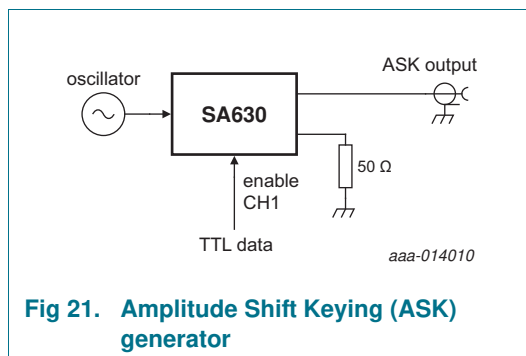 oscillator
ASK output
SA630
50 Ω
enable
CH1
TTL data
aaa-014010
Fig 21. Amplitude Shift Keying (ASK)
generator